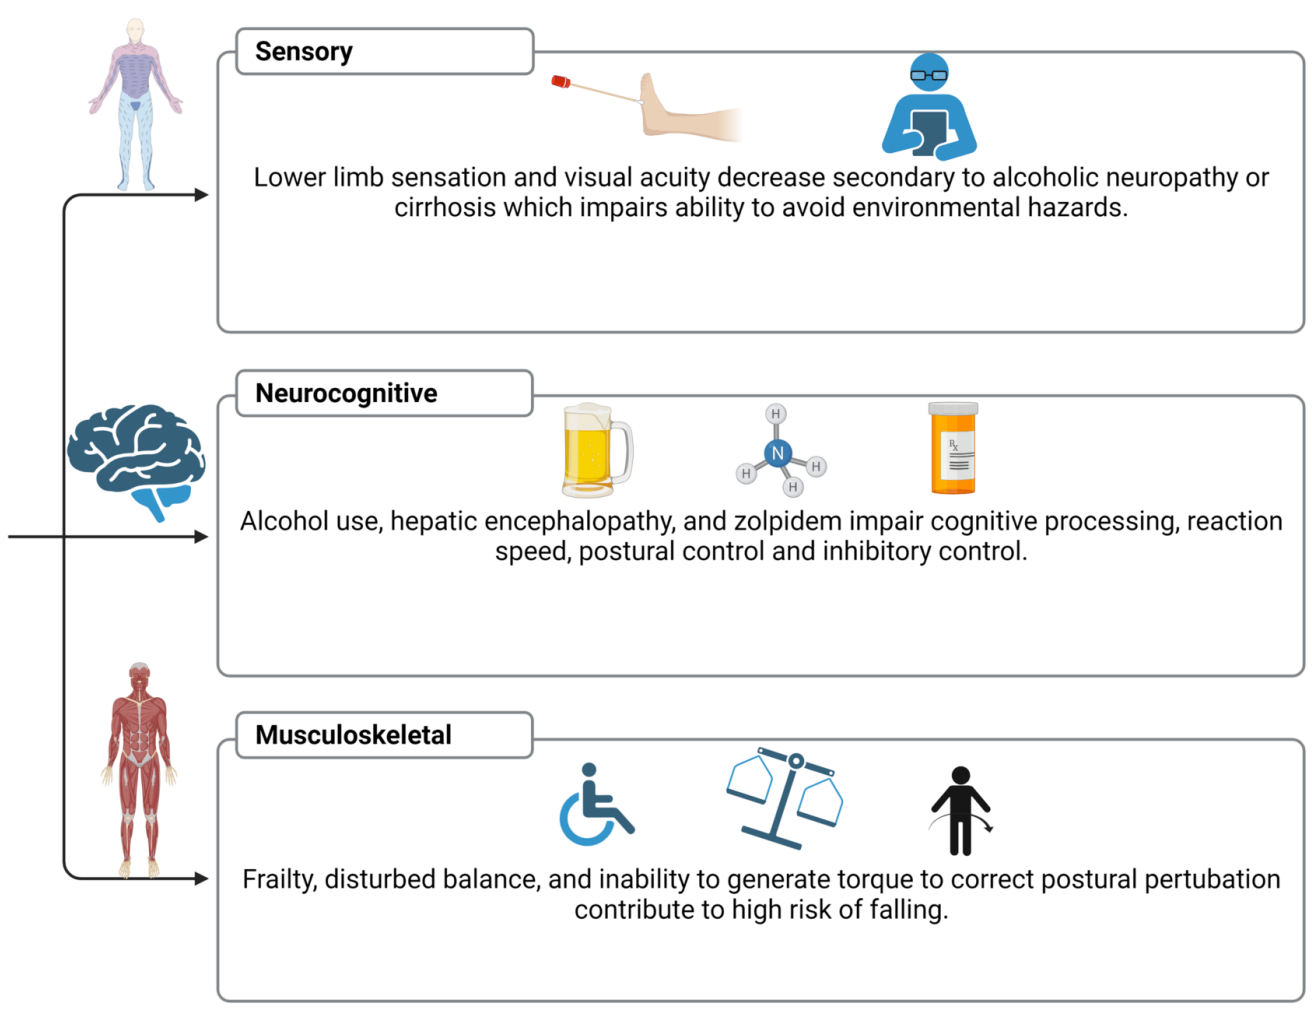 Sensory
Lower limb sensation and visual acuity decrease secondary to alcoholic neuropathy or
cirrhosis which impairs ability to avoid environmental hazards.
Neurocognitive
H
N
H
H
H
Rx
Alcohol use, hepatic encephalopathy, and zolpidem impair cognitive processing, reaction
speed, postural control and inhibitory control.
Musculoskeletal
Frailty, disturbed balance, and inability to generate torque to correct postural pertubation
contribute to high risk of falling.